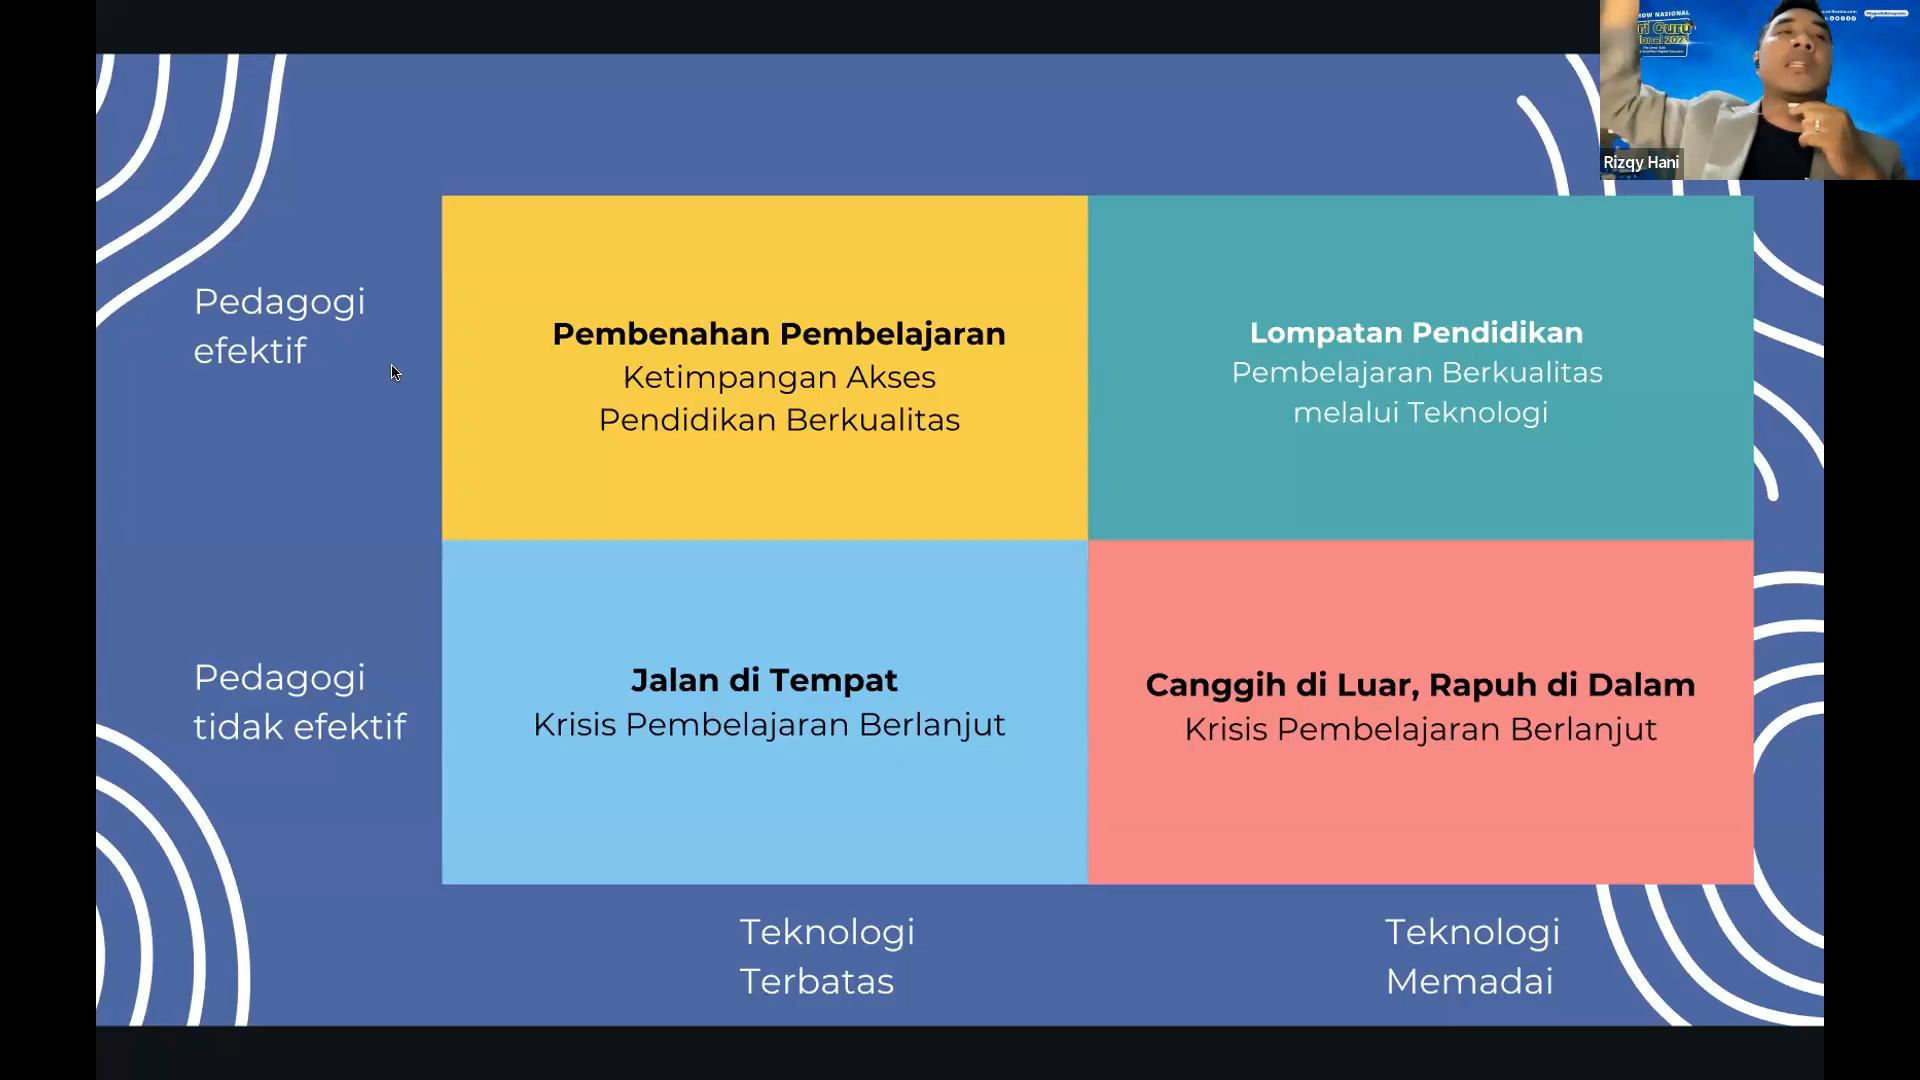 Rizqy Hani
Pedagogi
efektif
Pembenahan Pembelajaran
Ketimpangan Akses
Pendidikan Berkualitas
Lompatan Pendidikan
Pembelajaran Berkualitas
melalui Teknologi
Pedagogi
tidak efektif
Jalan di Tempat
Krisis Pembelajaran Berlanjut
Canggih di Luar, Rapuh di Dalam
Krisis Pembelajaran Berlanjut
Teknologi
Terbatas
Teknologi
Memadai